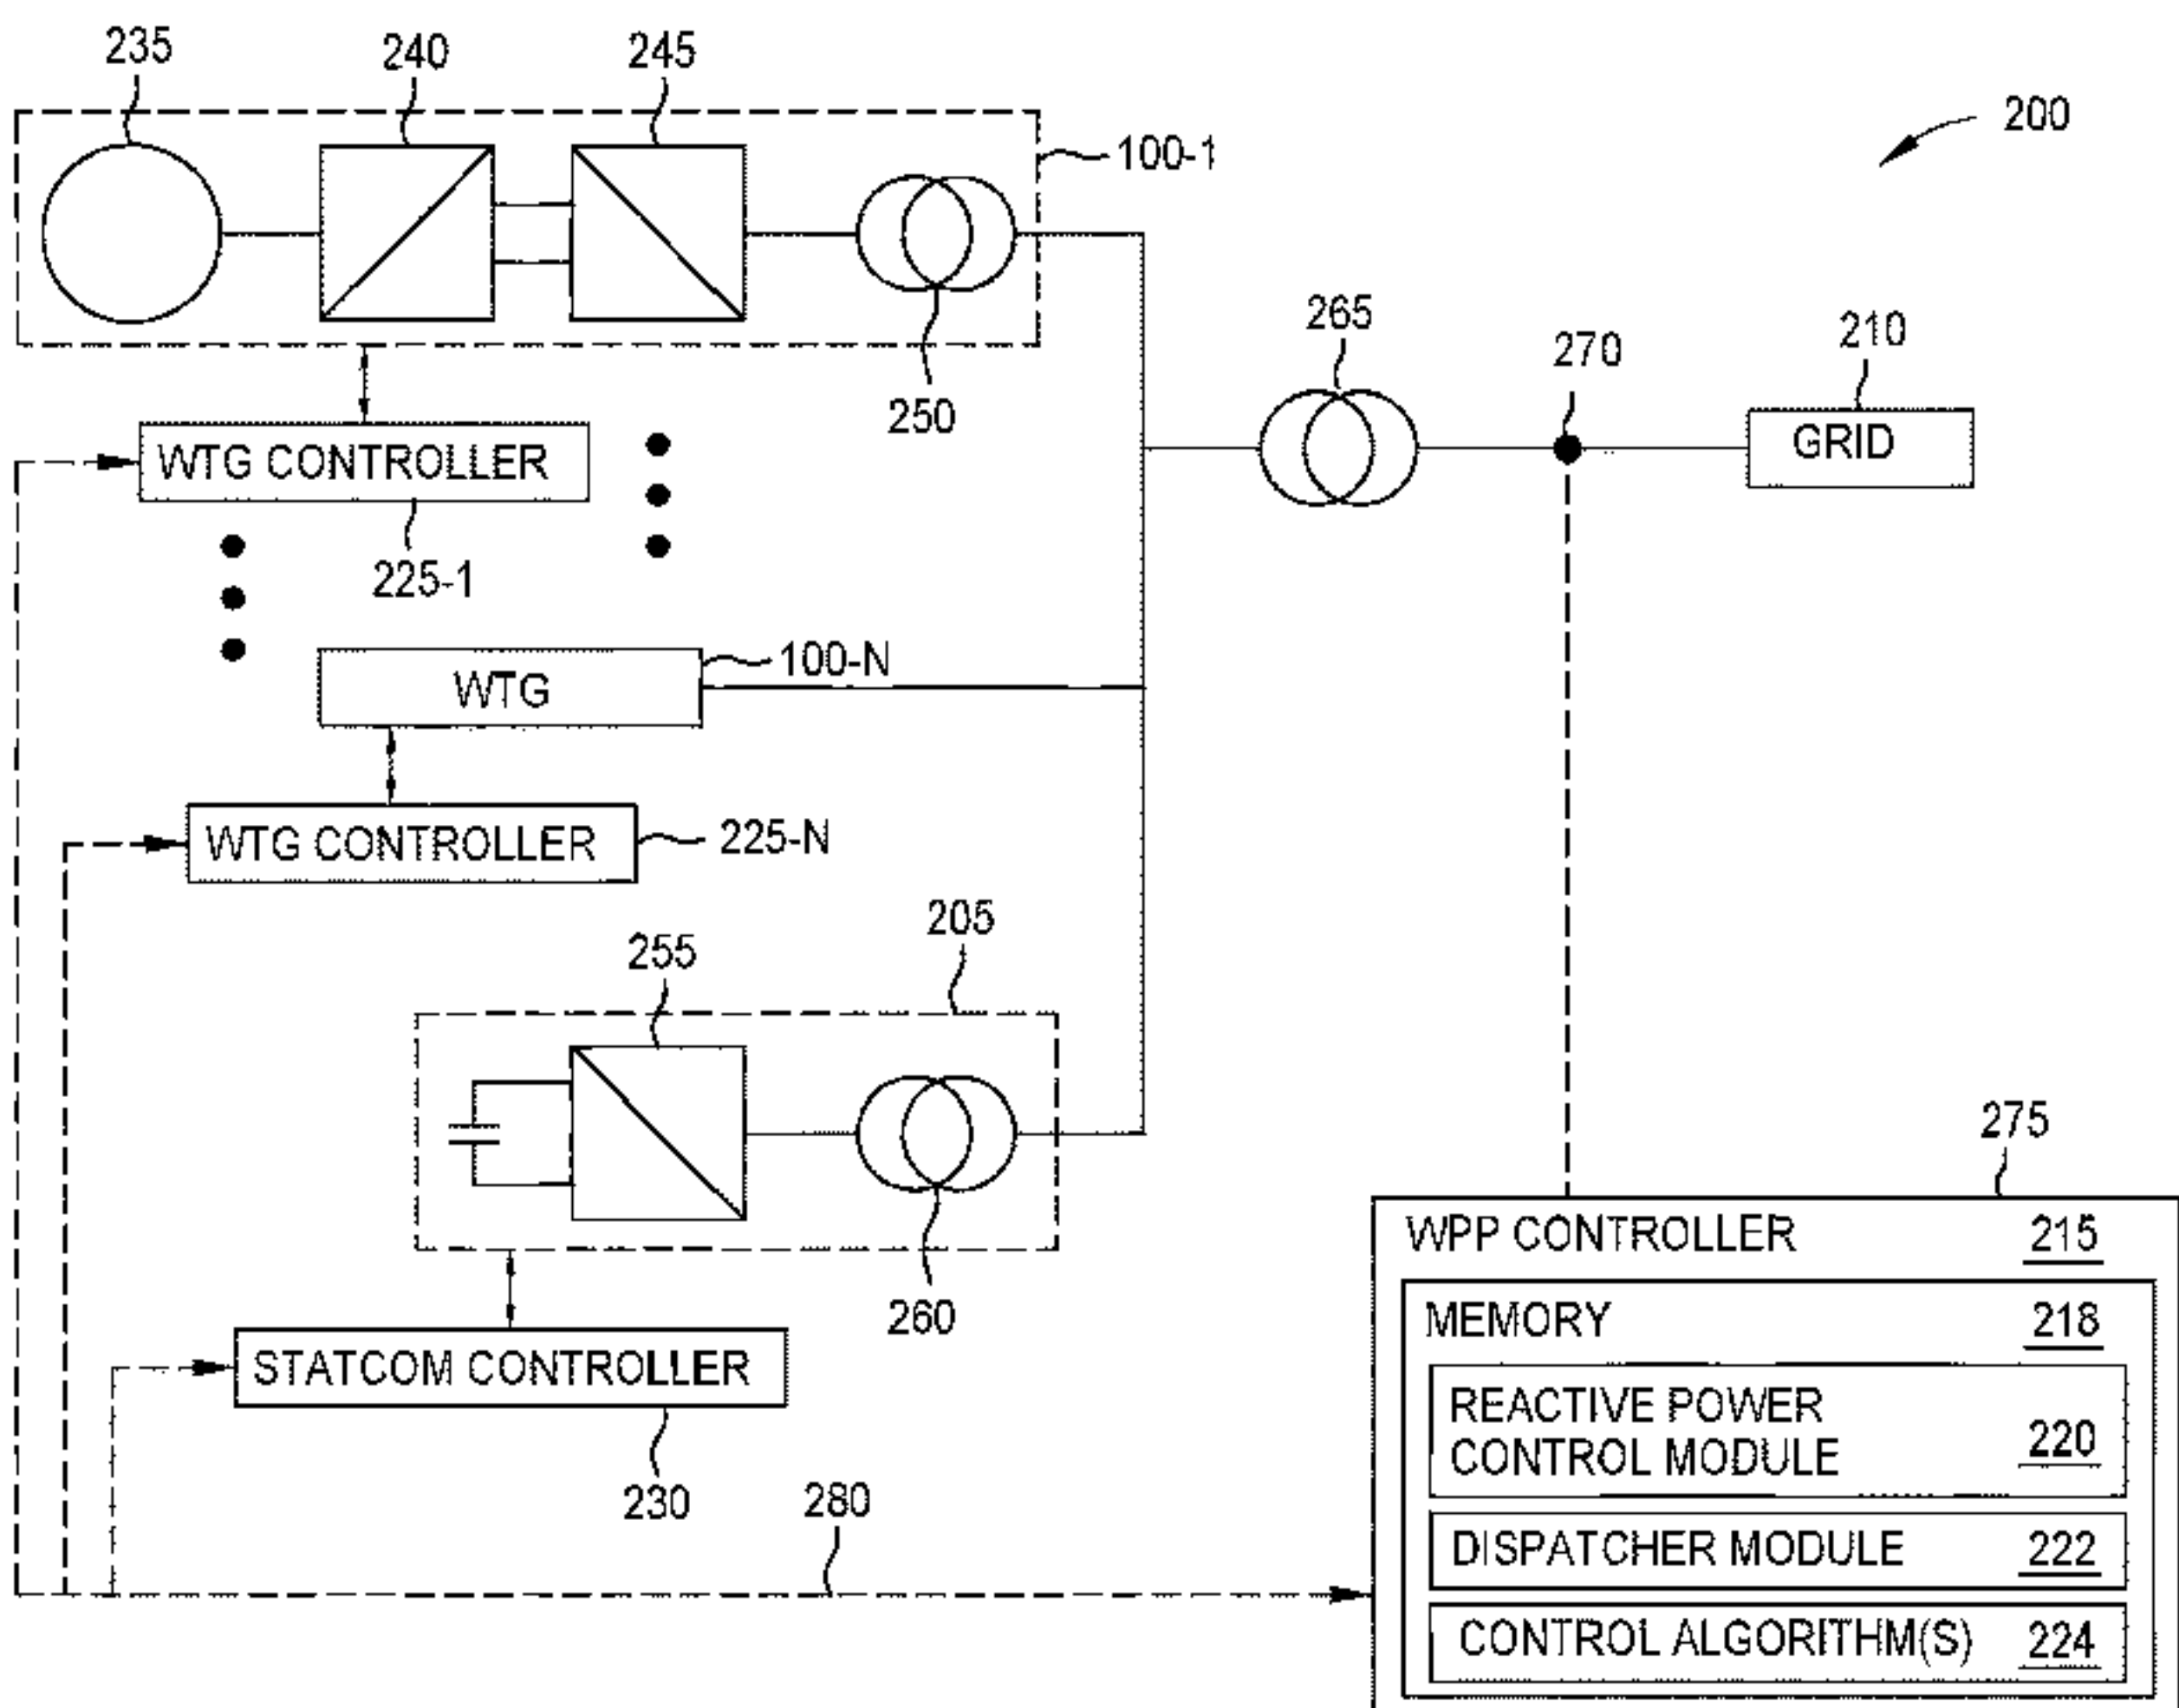 235
240
245
200
100-1
265
270
210
250
GRID
WTG CONTROLLER
225-1
100-N
WTG
WTG CONTROLLER
225-N
205
255
275
WPP CONTROLLER 215
260
MEMORY 218
STATCOM CONTROLLER
REACTIVE POWER
CONTROL MODULE 220
230
280
DISPATCHER MODULE 222
CONTROL ALGORITHM(S) 224